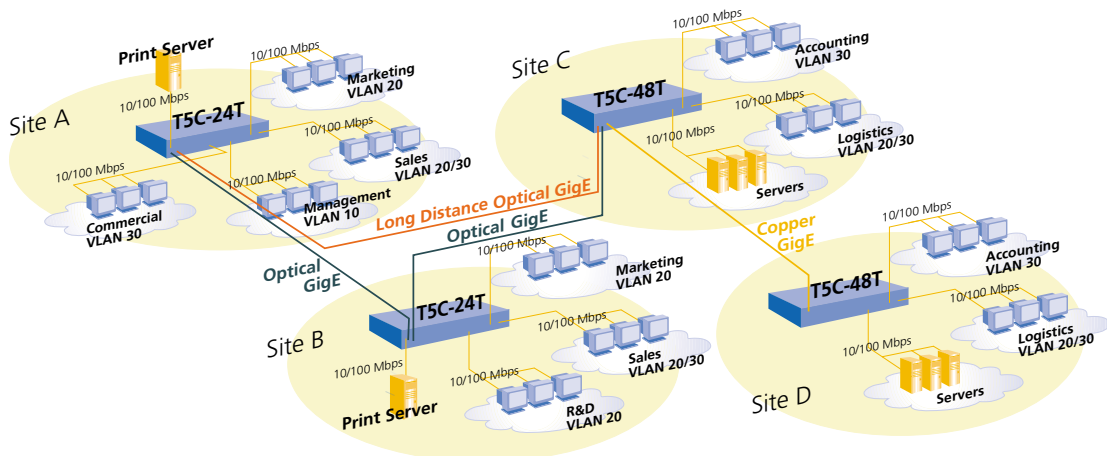 Site A
Print Server
10/100 Mbps
T5C-24T
10/100 Mbps
Marketing
VLAN 20
10/100 Mbps
Sales
VLAN 20/30
10/100 Mbps
Commercial
VLAN 30
10/100 Mbps
Management
VLAN 10
Long Distance Optical GigE
Optical GigE
Optical
GigE
Site C
T5C-48T
10/100 Mbps
Accounting
VLAN 30
10/100 Mbps
Logistics
VLAN 20/30
10/100 Mbps
Servers
Copper
GigE
Site B
T5C-24T
10/100 Mbps
Marketing
VLAN 20
10/100 Mbps
Sales
VLAN 20/30
10/100 Mbps
Print Server
10/100 Mbps
R&D
VLAN 20
Site D
T5C-48T
10/100 Mbps
Accounting
VLAN 30
10/100 Mbps
Logistics
VLAN 20/30
10/100 Mbps
Servers